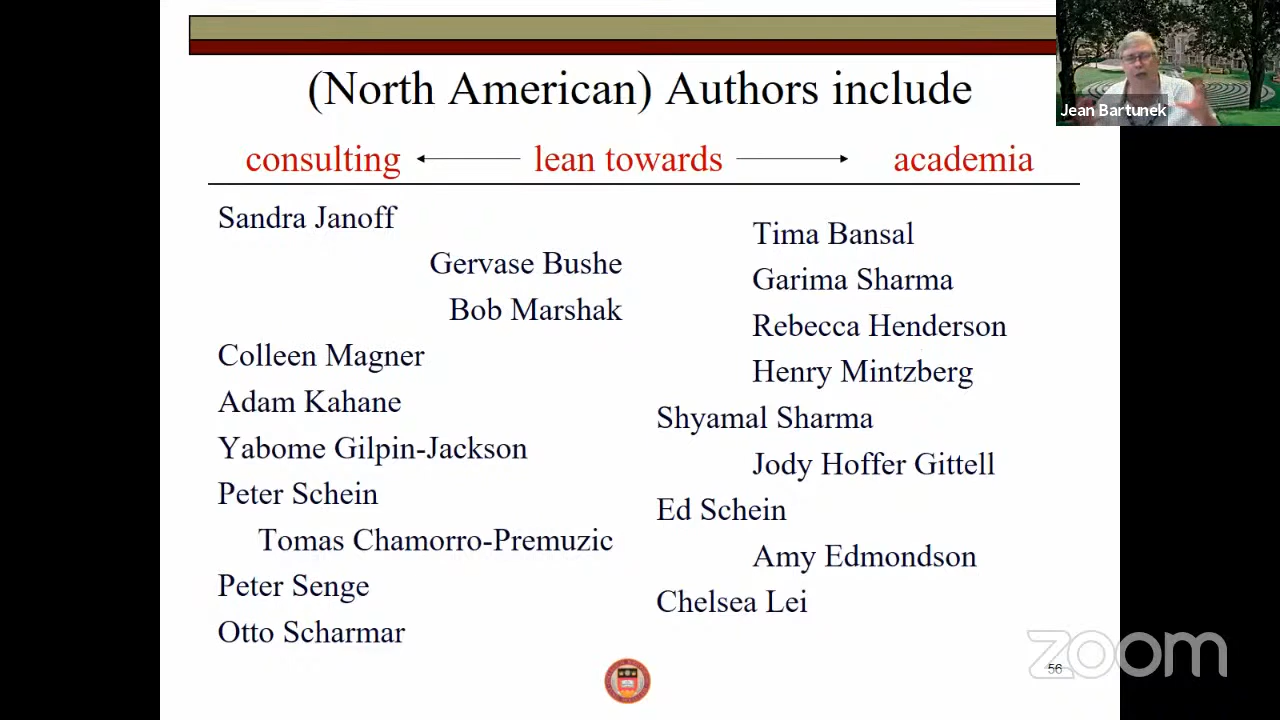 (North American) Authors include
Jean Bartunek
consulting lean towards academia
Sandra Janoff
Tima Bansal
Gervase Bushe
Garima Sharma
Bob Marshak
Rebecca Henderson
Colleen Magner
Henry Mintzberg
Adam Kahane
Shyamal Sharma
Yabome Gilpin-Jackson
Jody Hoffer Gittell
Peter Schein
Ed Schein
Tomas Chamorro-Premuzic
Amy Edmondson
Peter Senge
Chelsea Lei
Otto Scharmar
zoom
56